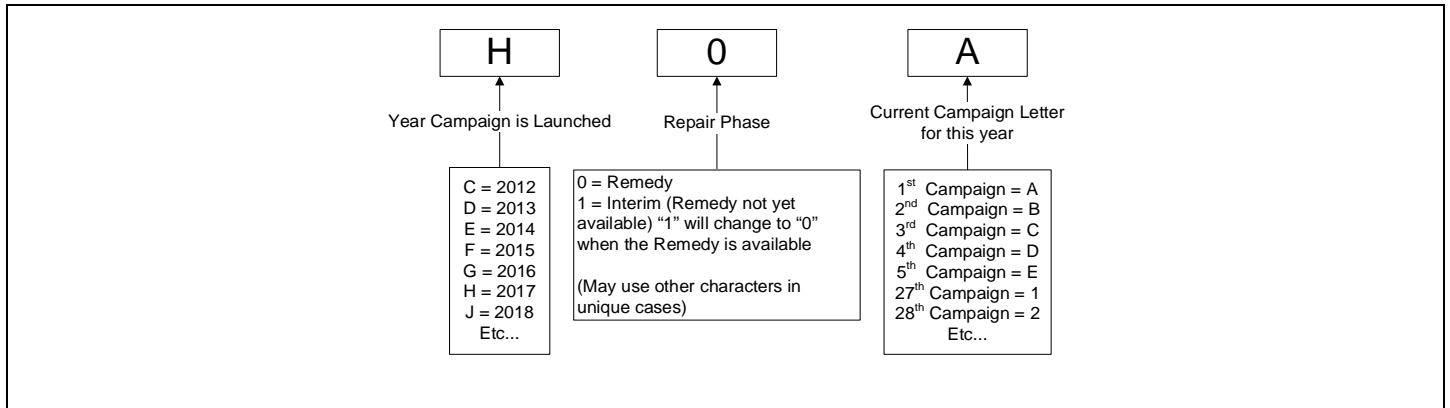 H
0
A
Year Campaign is Launched
Repair Phase
Current Campaign Letter
for this year
C = 2012
D = 2013
E = 2014
F = 2015
G = 2016
H = 2017
J = 2018
Etc...
0 = Remedy
1 = Interim (Remedy not yet
available) “1” will change to “0”
when the Remedy is available
(May use other characters in
unique cases)
1st Campaign = A
2nd Campaign = B
3rd Campaign = C
4th Campaign = D
5th Campaign = E
27th Campaign = 1
28th Campaign = 2
Etc...